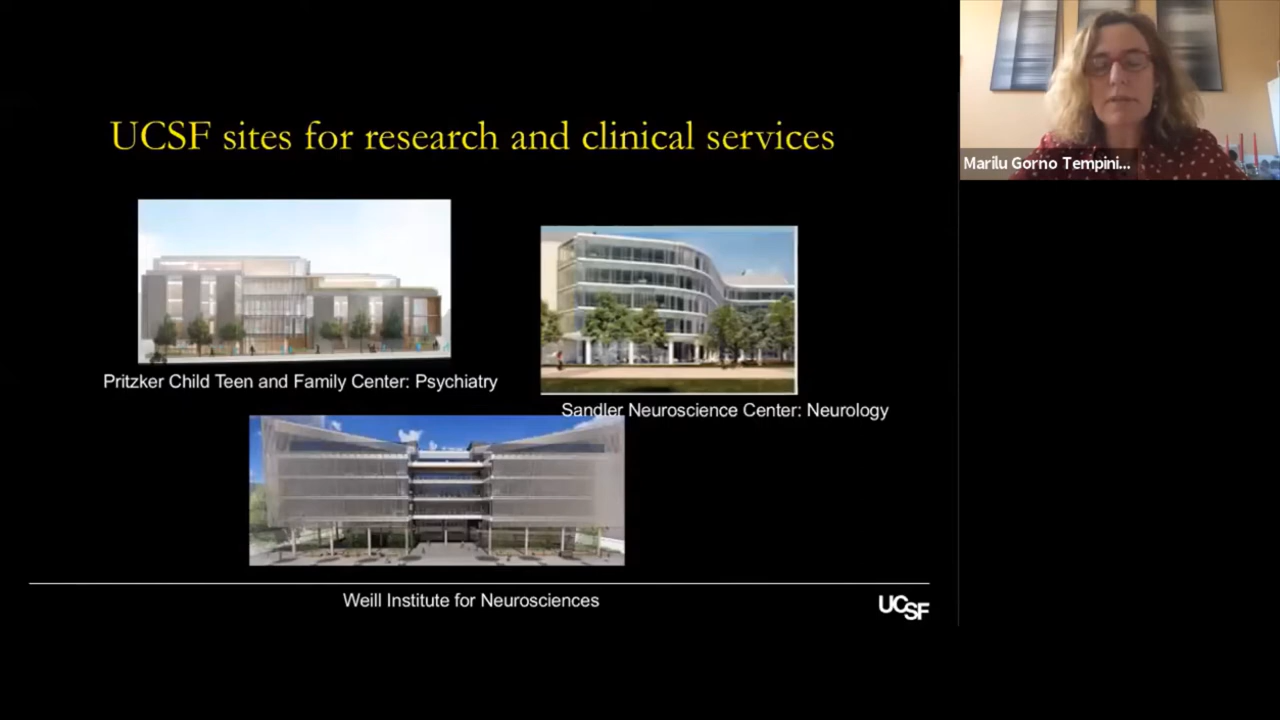 UCSF sites for research and clinical services
Marilu Gorno Tempini...
Pritzker Child Teen and Family Center: Psychiatry
Sandler Neuroscience Center: Neurology
Weill Institute for Neurosciences
UCSF